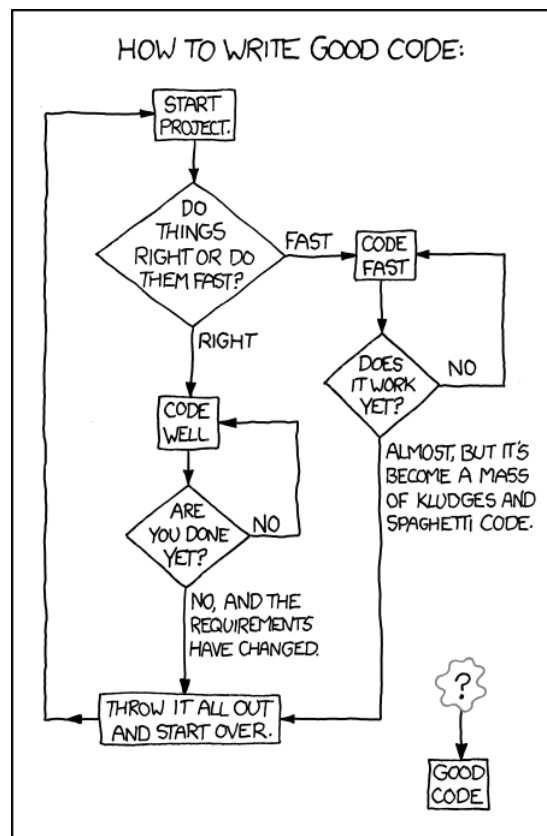 HOW TO WRITE GOOD CODE:
START
PROJECT.
DO
THINGS
RIGHT OR DO
THEM FAST?
FAST
CODE
FAST
RIGHT
DOES
IT WORK
YET?
NO
CODE
WELL
ALMOST, BUT IT'S
BECOME A MASS
OF KLUDGES AND
SPAGHETTI CODE.
ARE
YOU DONE
YET?
NO
NO, AND THE
REQUIREMENTS
HAVE CHANGED.
THROW IT ALL OUT
AND START OVER.
?
GOOD
CODE